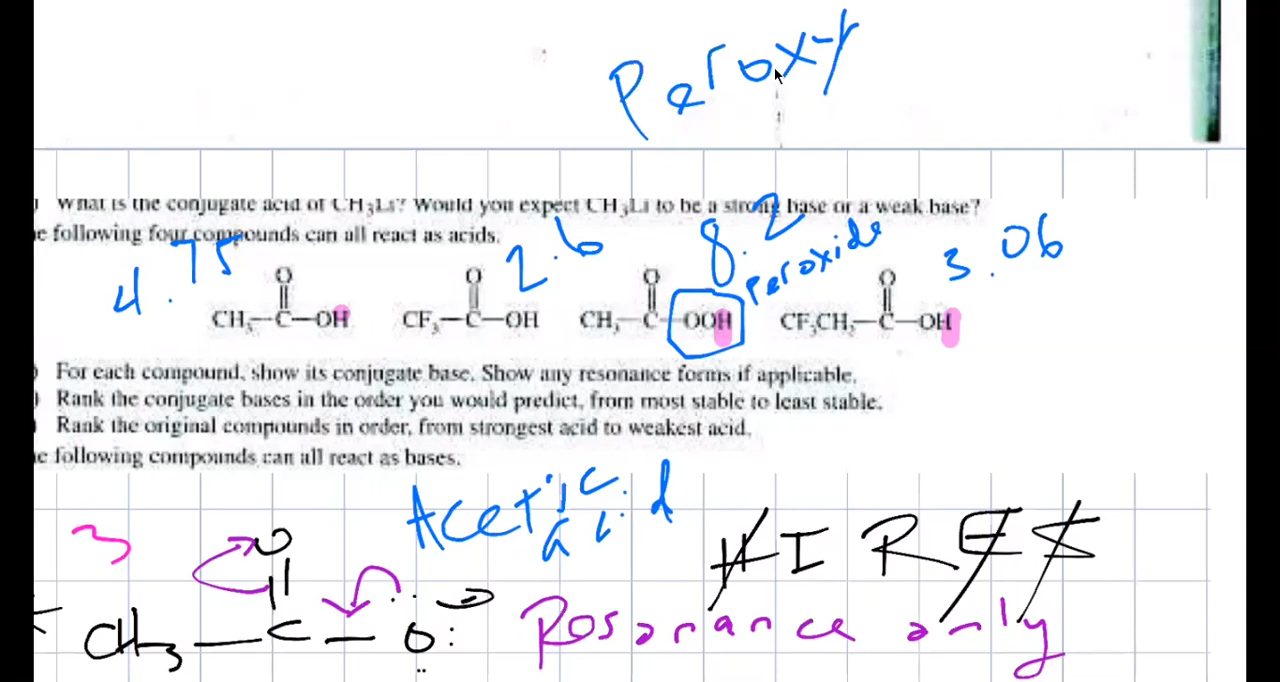 Peroxy
What is the conjugate acid of CH3Li? Would you expect CH3Li to be a strong base or a weak base?
e following four compounds can all react as acids.
4.75 2.6 8.2 Peroxide 3.06
O O O O
CH3—C—OH CF3—C—OH CH3—C—OOH CF3CH2—C—OH
For each compound, show its conjugate base. Show any resonance forms if applicable.
Rank the conjugate bases in the order you would predict, from most stable to least stable.
Rank the original compounds in order, from strongest acid to weakest acid.
e following compounds can all react as bases.
Acetic
acid
3 O H I R E S
CH3 — C — O: Resonance only